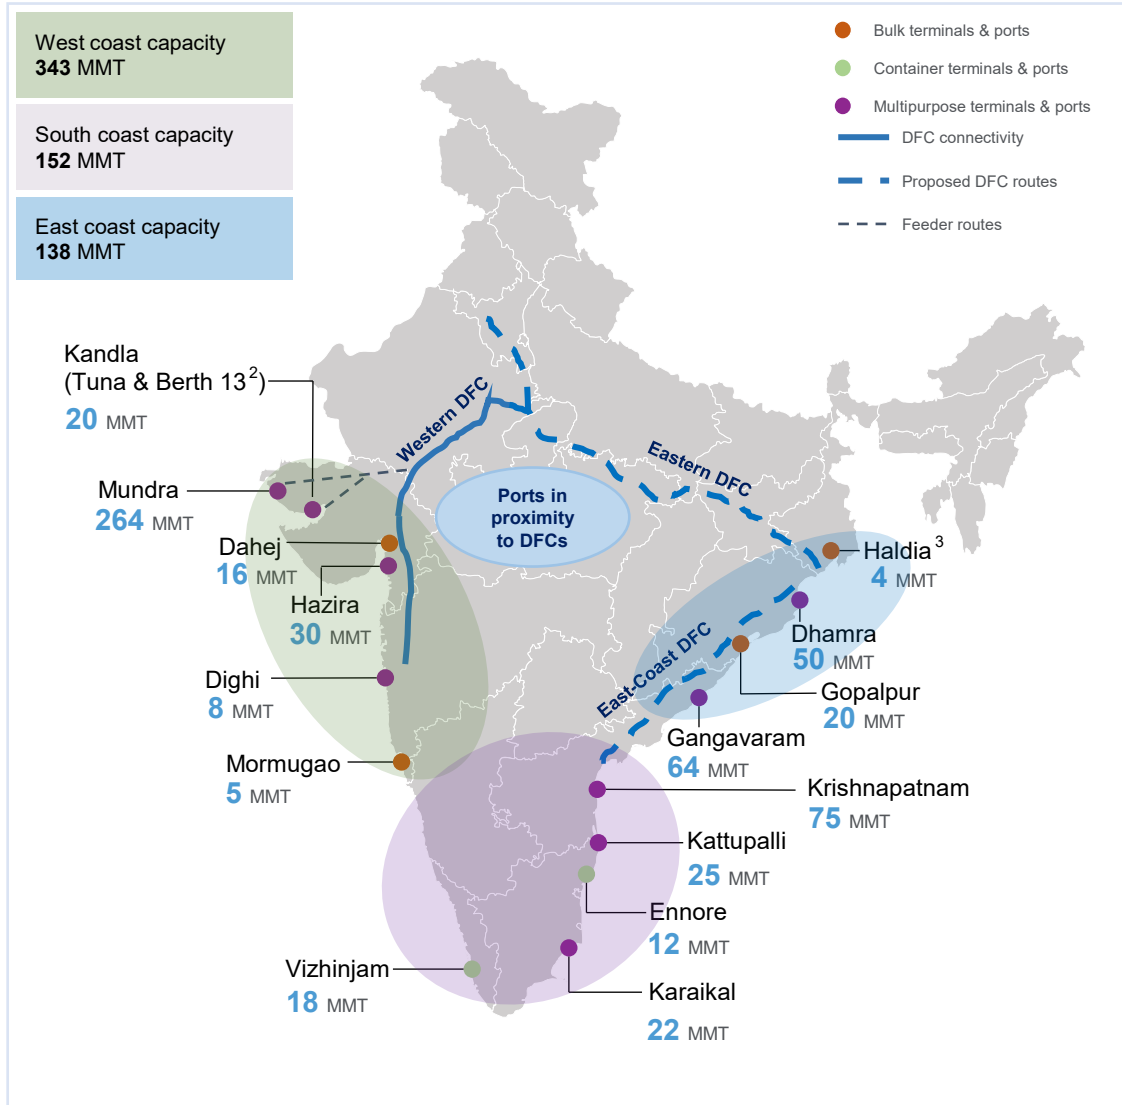 West coast capacity
343 MMT
South coast capacity
152 MMT
East coast capacity
138 MMT
Bulk terminals & ports
Container terminals & ports
Multipurpose terminals & ports
DFC connectivity
Proposed DFC routes
Feeder routes
Kandla
(Tuna & Berth 13²)
20 MMT
Mundra
264 MMT
Dahej
16 MMT
Hazira
30 MMT
Dighi
8 MMT
Mormugao
5 MMT
Vizhinjam
18 MMT
Western DFC
Ports in
proximity
to DFCs
Eastern DFC
East-Coast DFC
Haldia³
4 MMT
Dhamra
50 MMT
Gopalpur
20 MMT
Gangavaram
64 MMT
Krishnapatnam
75 MMT
Kattupalli
25 MMT
Ennore
12 MMT
Karaikal
22 MMT